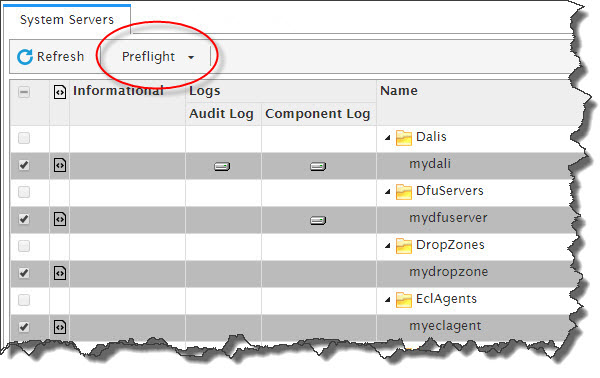 System Servers
Refresh Preflight
Informational Logs Name
Audit Log Component Log
Dalis
mydali
DfuServers
mydfuserver
DropZones
mydropzone
EclAgents
myeclagent